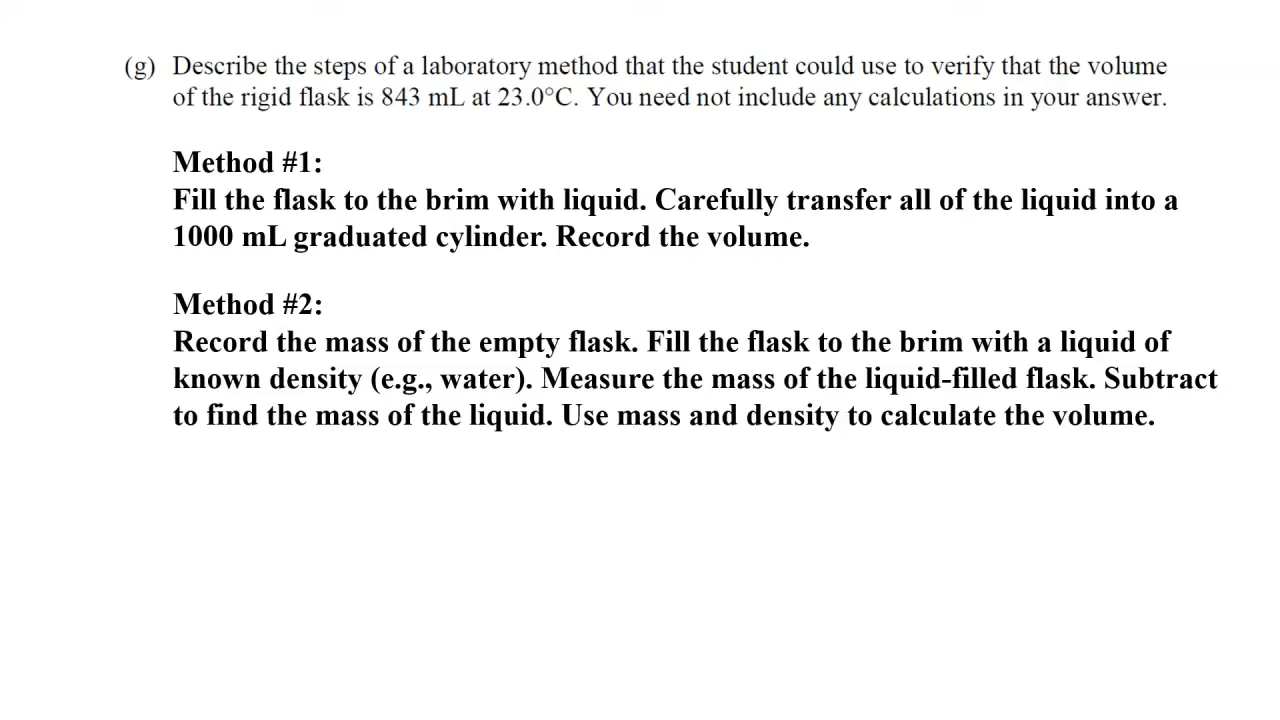 (g) Describe the steps of a laboratory method that the student could use to verify that the volume
of the rigid flask is 843 mL at 23.0°C. You need not include any calculations in your answer.
Method #1:
Fill the flask to the brim with liquid. Carefully transfer all of the liquid into a
1000 mL graduated cylinder. Record the volume.
Method #2:
Record the mass of the empty flask. Fill the flask to the brim with a liquid of
known density (e.g., water). Measure the mass of the liquid-filled flask. Subtract
to find the mass of the liquid. Use mass and density to calculate the volume.